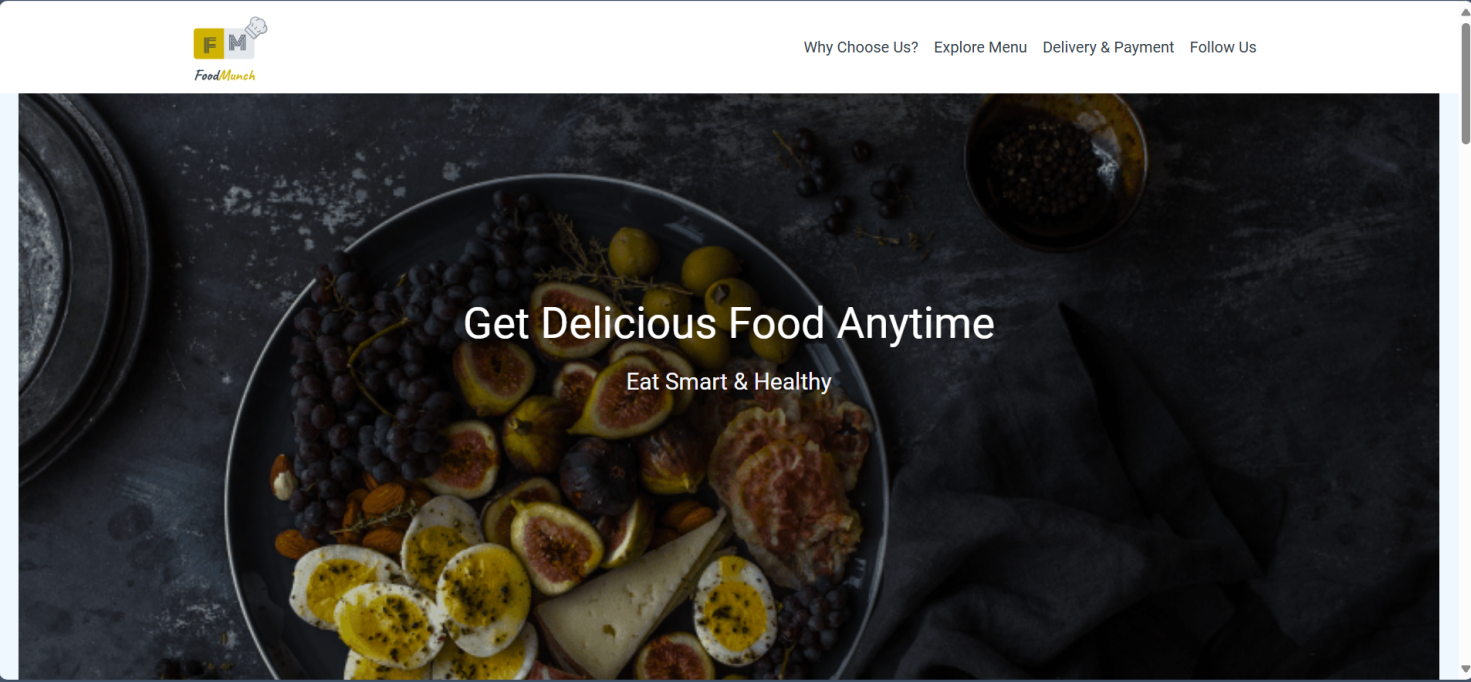 F M
FoodMunch
Why Choose Us? Explore Menu Delivery & Payment Follow Us
Get Delicious Food Anytime
Eat Smart & Healthy